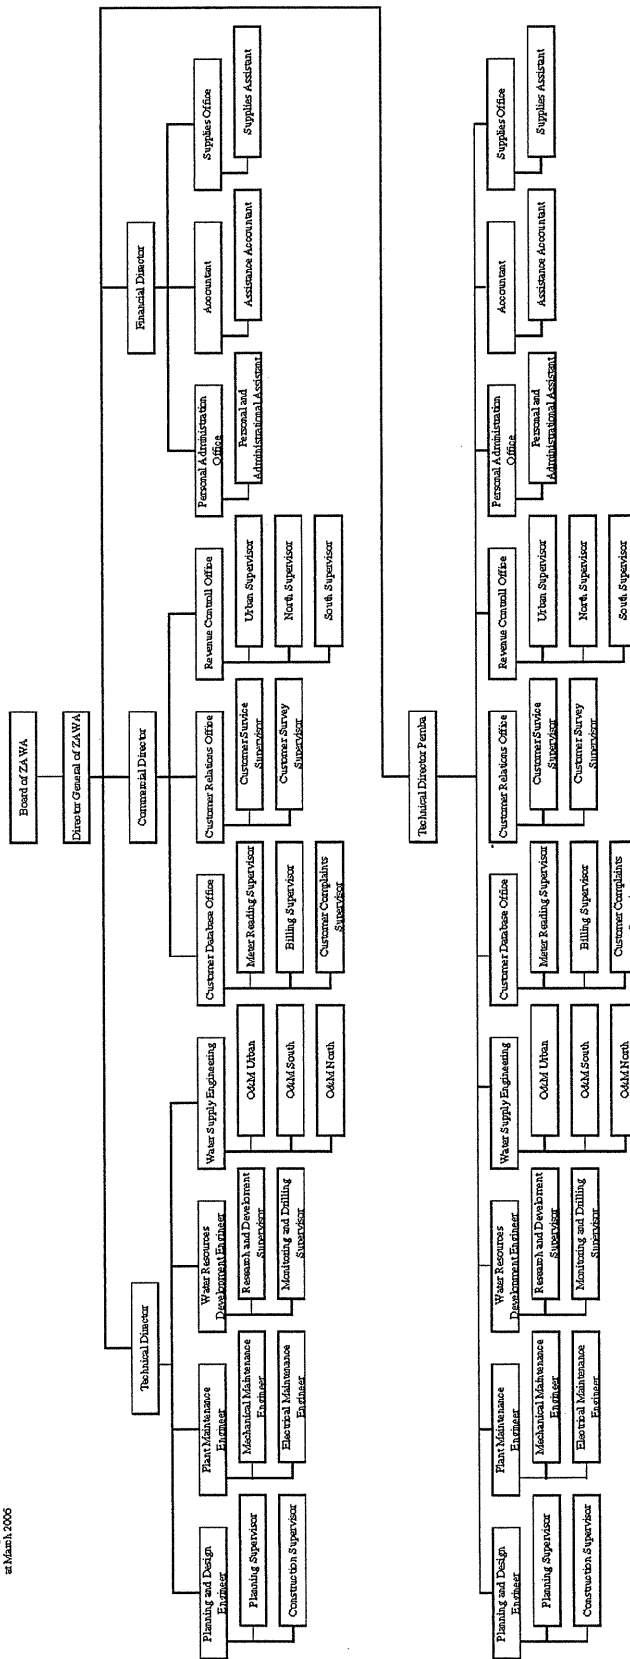 at March 2006
Board of ZAWA
Director General of ZAWA
Technical Director
Commercial Director
Financial Director
Planning and Design
Engineer
Planning Supervisor
Construction Supervisor
Plant Maintenance
Engineer
Mechanical Maintenance
Engineer
Electrical Maintenance
Engineer
Water Resources
Development Engineer
Research and Develoment
Supervisor
Monitoring and Drilling
Supervisor
Water Supply Engineering
O&M Urban
O&M South
O&M North
Customer Database Office
Meter Reading Supervisor
Billing Supervisor
Customer Complaints
Supervisor
Customer Relations Office
Customer Survice
Supervisor
Customer Survey
Supervisor
Revenue Controll Office
Urban Supervisor
North Supervisor
South Supervisor
Personal Administration
Office
Personal and
Administrational Assistant
Accountant
Assistance Accountant
Supplies Office
Supplies Assistant
Technical Director Pemba
Planning and Design
Engineer
Planning Supervisor
Construction Supervisor
Plant Maintenance
Engineer
Mechanical Maintenance
Engineer
Electrical Maintenance
Engineer
Water Resources
Development Engineer
Research and Develoment
Supervisor
Monitoring and Drilling
Supervisor
Water Supply Engineering
O&M Urban
O&M South
O&M North
Customer Database Office
Meter Reading Supervisor
Billing Supervisor
Customer Complaints
Customer Relations Office
Customer Survice
Supervisor
Customer Survey
Supervisor
Revenue Controll Office
Urban Supervisor
North Supervisor
South Supervisor
Personal Administration
Office
Personal and
Administrational Assistant
Accountant
Assistance Accountant
Supplies Office
Supplies Assistant